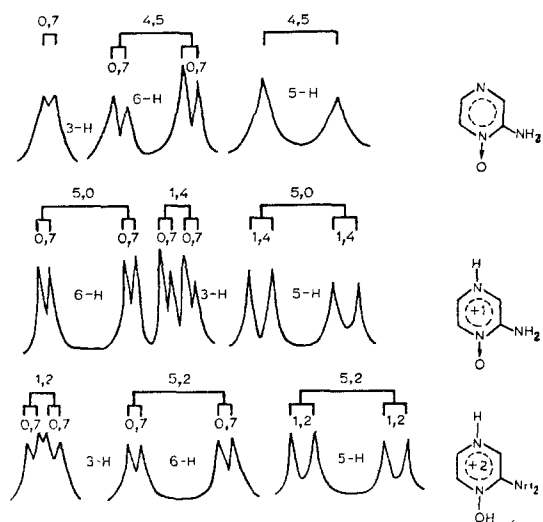 0,7 4,5 4,5
0,7 0,7
3-H 6-H 5-H
N
N NH2
O
5,0 1,4 5,0
0,7 0,7 0,7 0,7 1,4 1,4
6-H 3-H 5-H
H
N
+1
N NH2
O
1,2 5,2 5,2
0,7 0,7 0,7 0,7 1,2 1,2
3-H 6-H 5-H
H
N
+2
N
OH